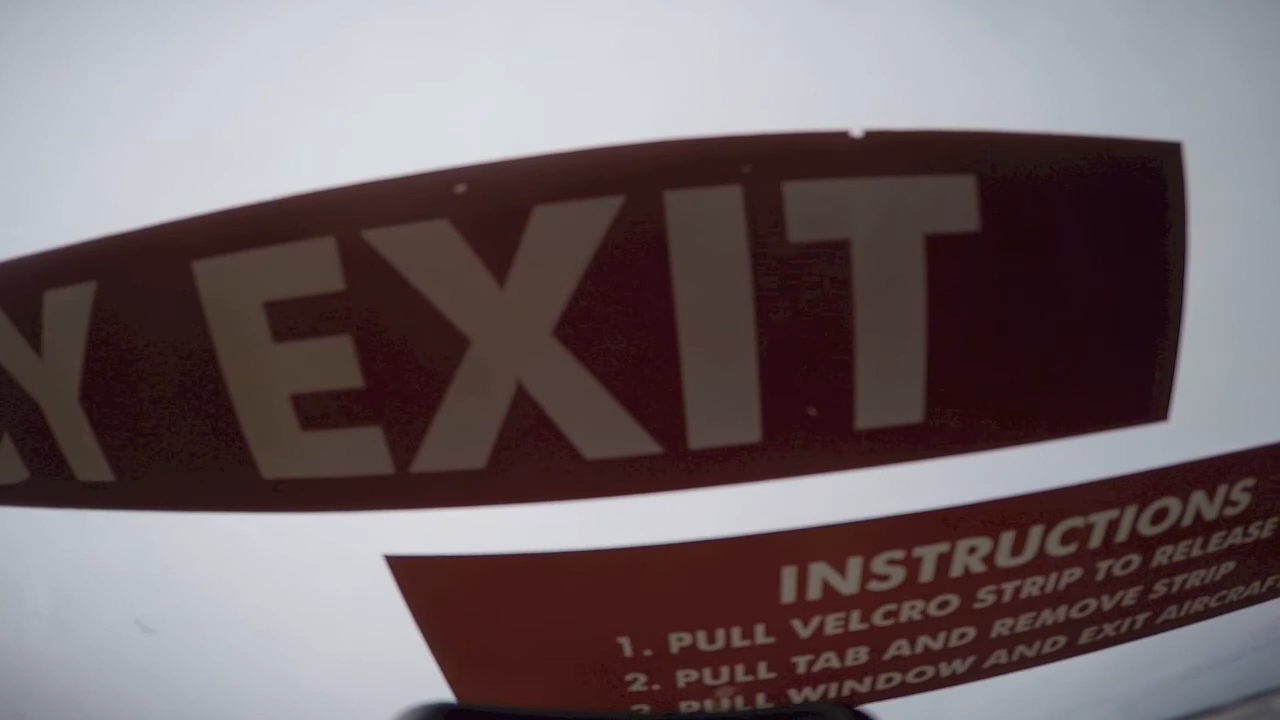 Y EXIT
INSTRUCTIONS
1. PULL VELCRO STRIP TO RELEASE
2. PULL TAB AND REMOVE STRIP
3. PULL WINDOW AND EXIT AIRCRAF